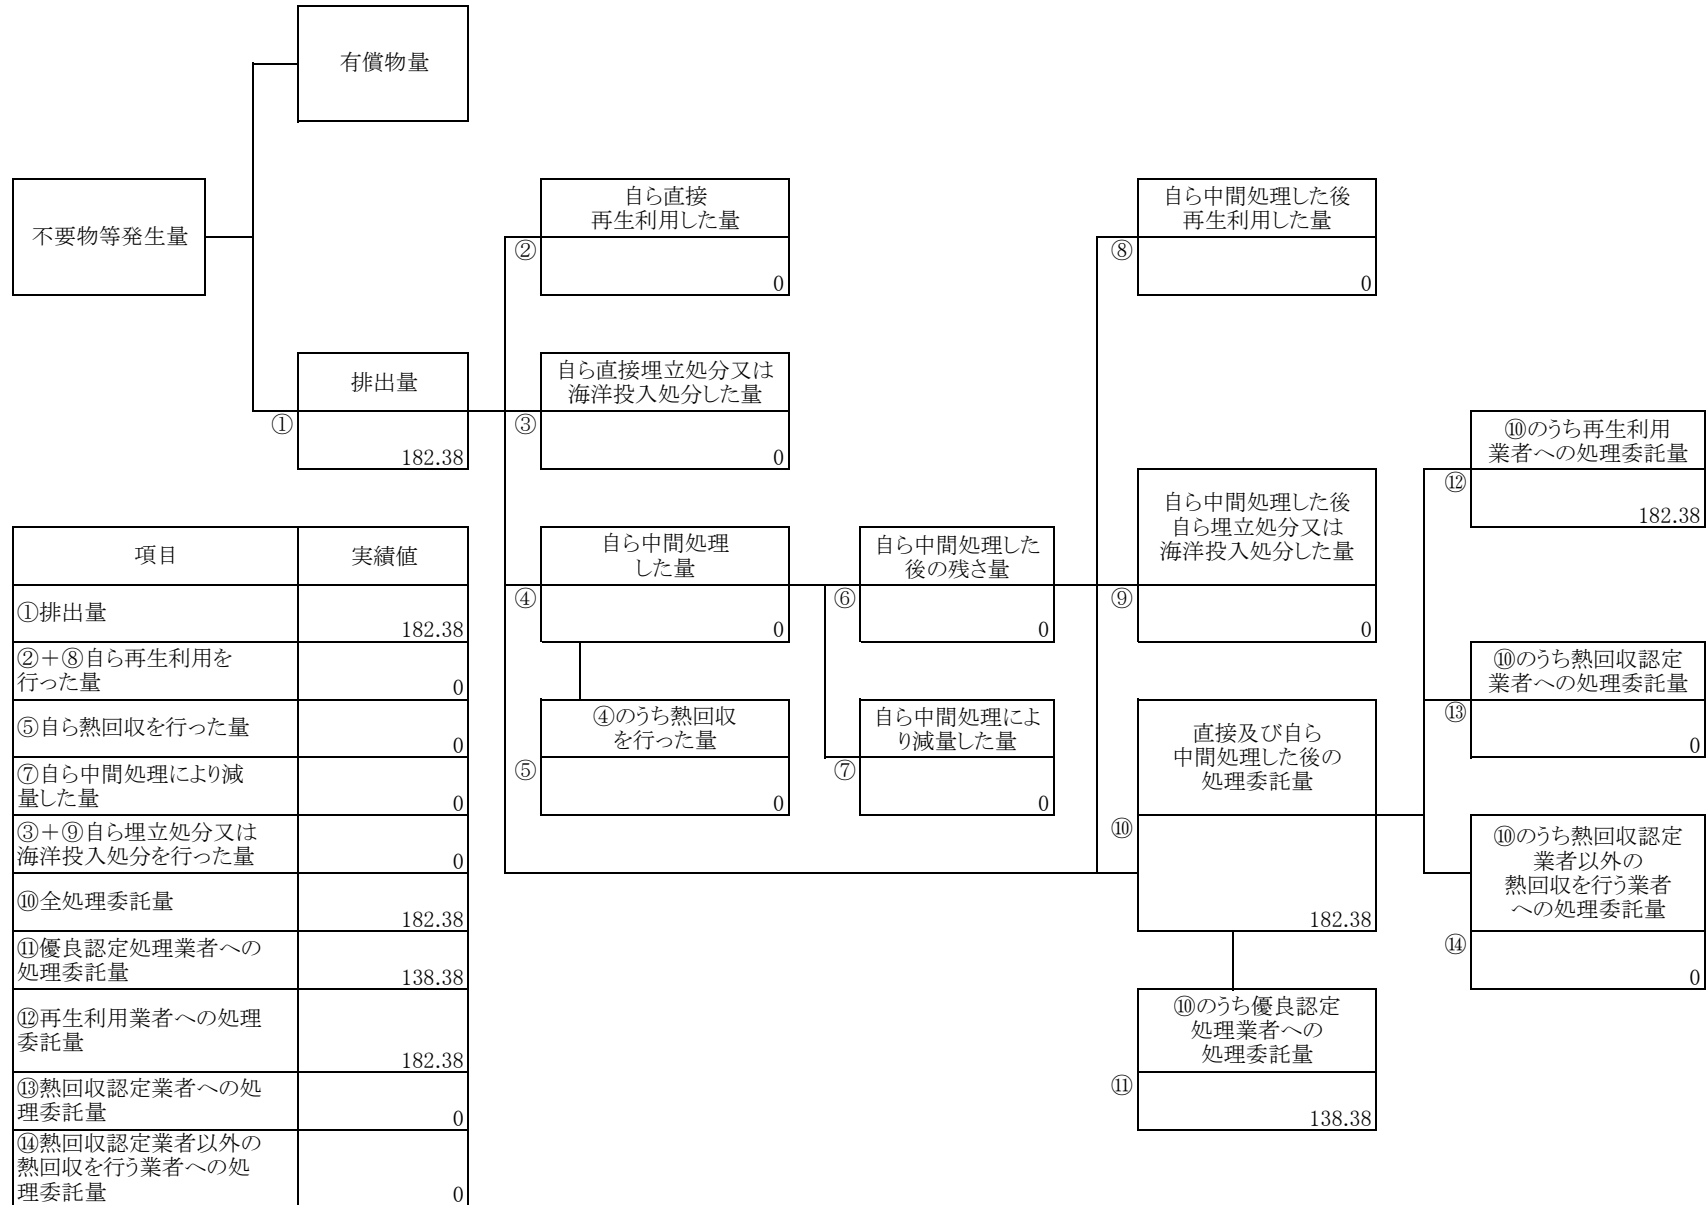 有償物量
不要物等発生量
自ら直接
再生利用した量
②
0
自ら中間処理した後
再生利用した量
⑧
0
排出量
①
182.38
自ら直接埋立処分又は
海洋投入処分した量
③
0
⑩のうち再生利用
業者への処理委託量
⑫
182.38
自ら中間処理
した量
④
0
自ら中間処理した
後の残さ量
⑥
0
自ら中間処理した後
自ら埋立処分又は
海洋投入処分した量
⑨
0
⑩のうち熱回収認定
業者への処理委託量
⑬
0
④のうち熱回収
を行った量
⑤
0
自ら中間処理によ
り減量した量
⑦
0
直接及び自ら
中間処理した後の
処理委託量
⑩
182.38
⑩のうち熱回収認定
業者以外の
熱回収を行う業者
への処理委託量
⑭
0
⑩のうち優良認定
処理業者への
処理委託量
⑪
138.38
項目
実績値
①排出量
182.38
②＋⑧自ら再生利用を
行った量
0
⑤自ら熱回収を行った量
0
⑦自ら中間処理により減
量した量
0
③＋⑨自ら埋立処分又は
海洋投入処分を行った量
0
⑩全処理委託量
182.38
⑪優良認定処理業者への
処理委託量
138.38
⑫再生利用業者への処理
委託量
182.38
⑬熱回収認定業者への処
理委託量
0
⑭熱回収認定業者以外の
熱回収を行う業者への処
理委託量
0